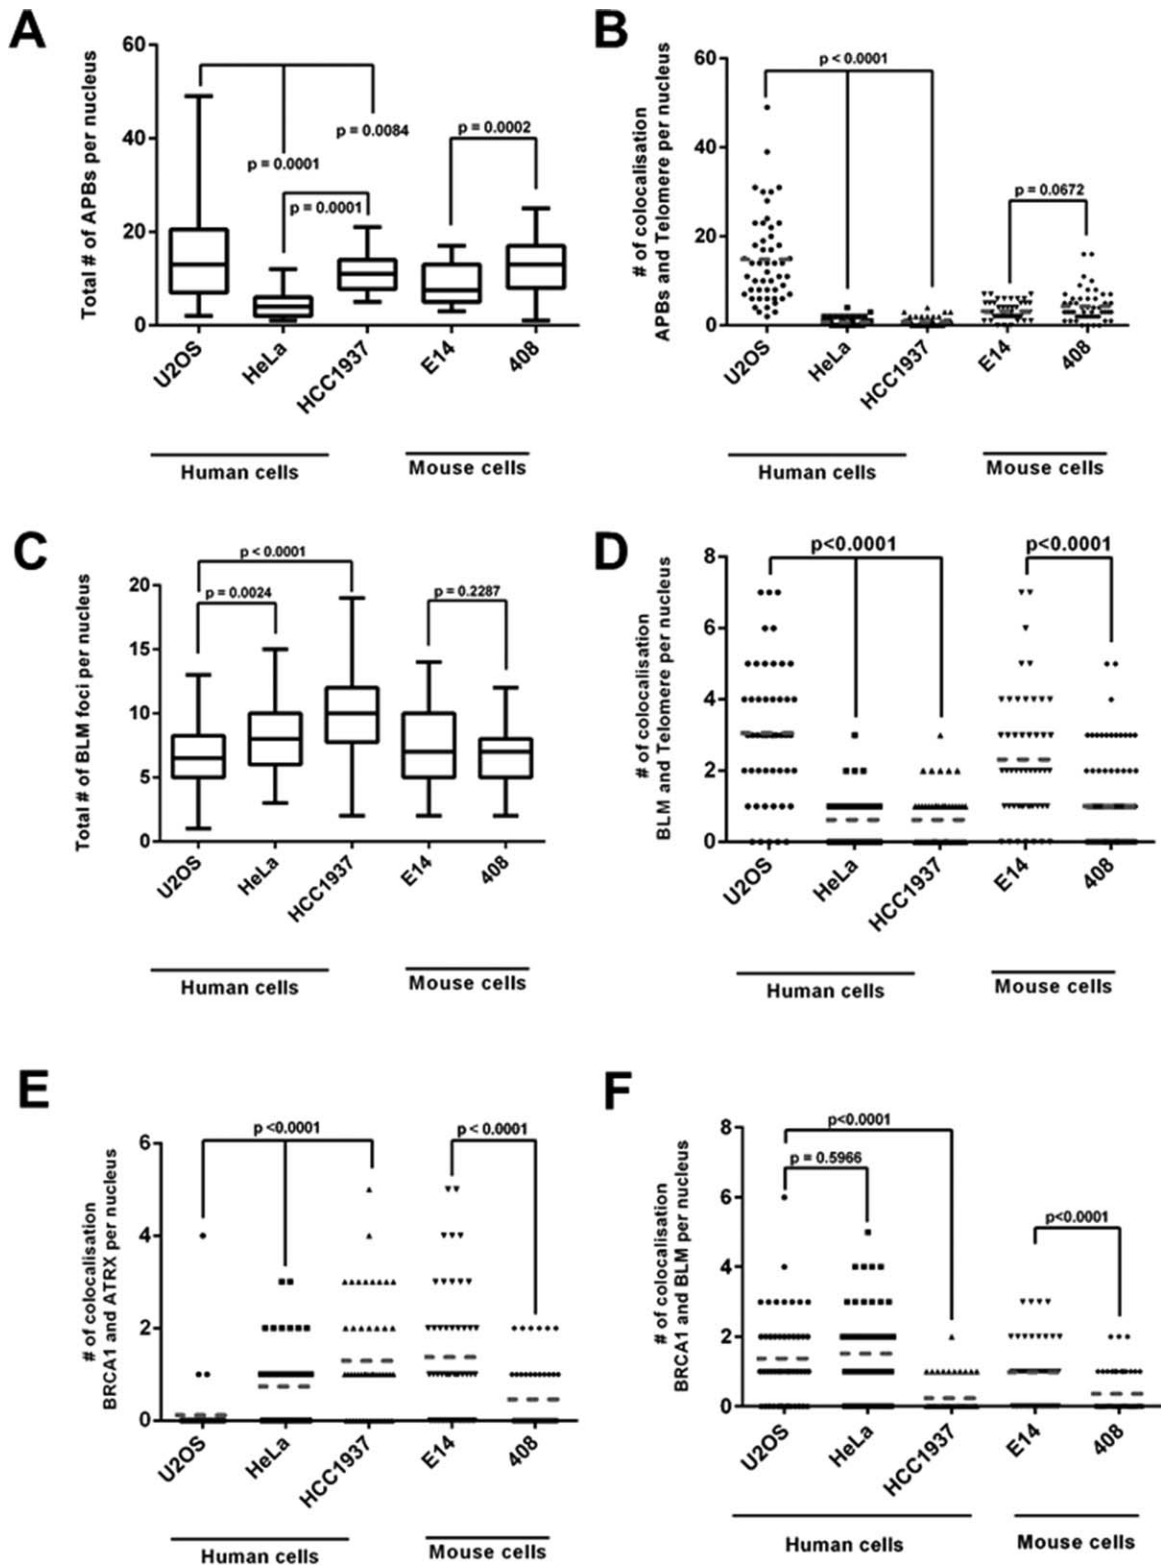 A
Total # of APBs per nucleus
60
40
20
0
p = 0.0001
p = 0.0084
p = 0.0001
p = 0.0002
U2OS
HeLa
HCC1937
E14
408
Human cells
Mouse cells
B
# of colocalisation
APBs and Telomere per nucleus
60
40
20
0
p < 0.0001
p = 0.0672
U2OS
HeLa
HCC1937
E14
408
Human cells
Mouse cells
C
Total # of BLM foci per nucleus
20
15
10
5
0
p < 0.0001
p = 0.0024
p = 0.2287
U2OS
HeLa
HCC1937
E14
408
Human cells
Mouse cells
D
# of colocalisation
BLM and Telomere per nucleus
8
6
4
2
0
p<0.0001
p<0.0001
U2OS
HeLa
HCC1937
E14
408
Human cells
Mouse cells
E
# of colocalisation
BRCA1 and ATRX per nucleus
6
4
2
0
p <0.0001
p < 0.0001
U2OS
HeLa
HCC1937
E14
408
Human cells
Mouse cells
F
# of colocalisation
BRCA1 and BLM per nucleus
8
6
4
2
0
p<0.0001
p = 0.5966
p<0.0001
U2OS
HeLa
HCC1937
E14
408
Human cells
Mouse cells